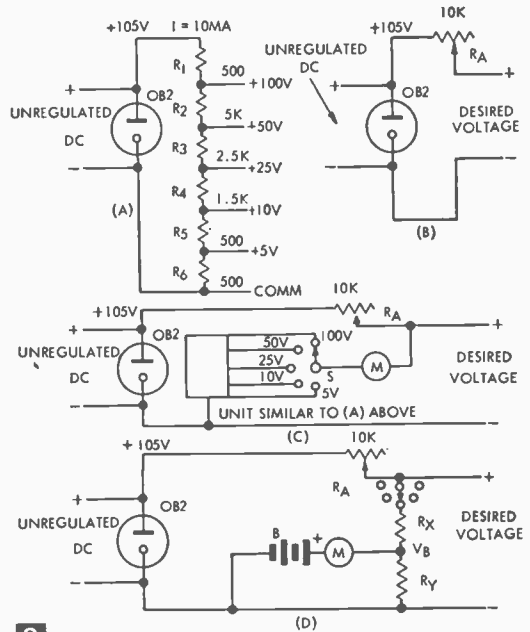 +105V I = 10MA
R1 500
+100V
+
OB2
R2 5K
UNREGULATED
DC
+50V
R3 2.5K
+25V
R4 1.5K
+10V
R5 500
+5V
R6 500
COMM
(A)
10K
+105V
RA
UNREGULATED
DC
+
+
OB2
DESIRED
VOLTAGE
(B)
10K
+105V
RA
+
OB2
UNREGULATED
DC
50V
25V
10V
100V
S
5V
M
+
DESIRED
VOLTAGE
UNIT SIMILAR TO (A) ABOVE
(C)
+105V
10K
RA
+
+
OB2
UNREGULATED
DC
DESIRED
VOLTAGE
RX
B
+
M
VB
RY
(D)